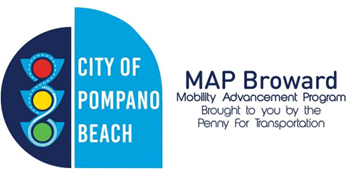 CITY OF
POMPANO
BEACH
MAP Broward
Mobility Advancement Program
Brought to you by the
Penny For Transportation